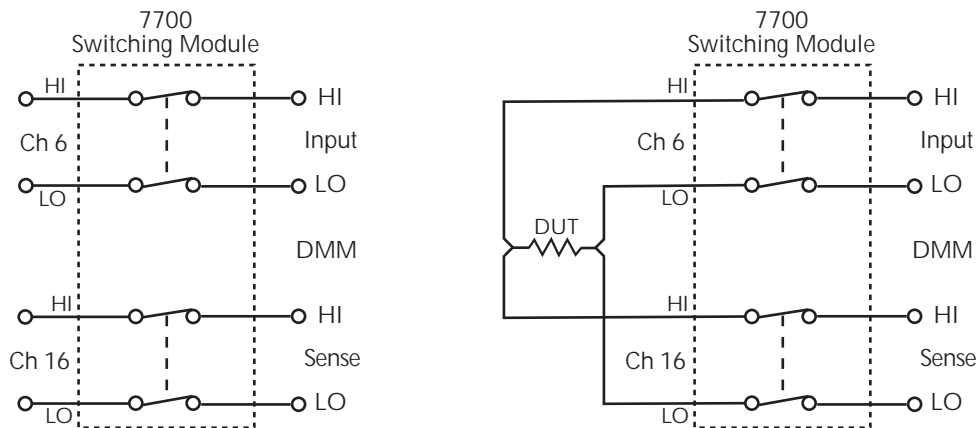 7700
Switching Module
HI
HI
Ch 6
Input
LO
LO
DMM
HI
HI
Ch 16
Sense
LO
LO
7700
Switching Module
HI
HI
Ch 6
Input
LO
LO
DUT
DMM
HI
HI
Ch 16
Sense
LO
LO